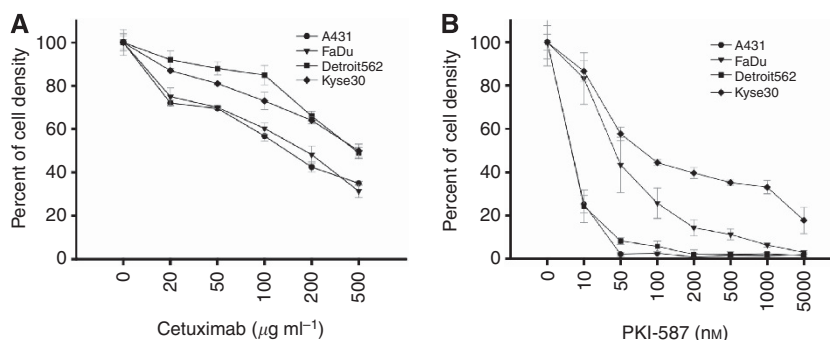 A
100
80
60
40
20
0
Percent of cell density
A431
FaDu
Detroit562
Kyse30
0
20
50
100
200
500
Cetuximab (μg ml⁻¹)
B
100
80
60
40
20
0
Percent of cell density
A431
FaDu
Detroit562
Kyse30
0
10
50
100
200
500
1000
5000
PKI-587 (nM)